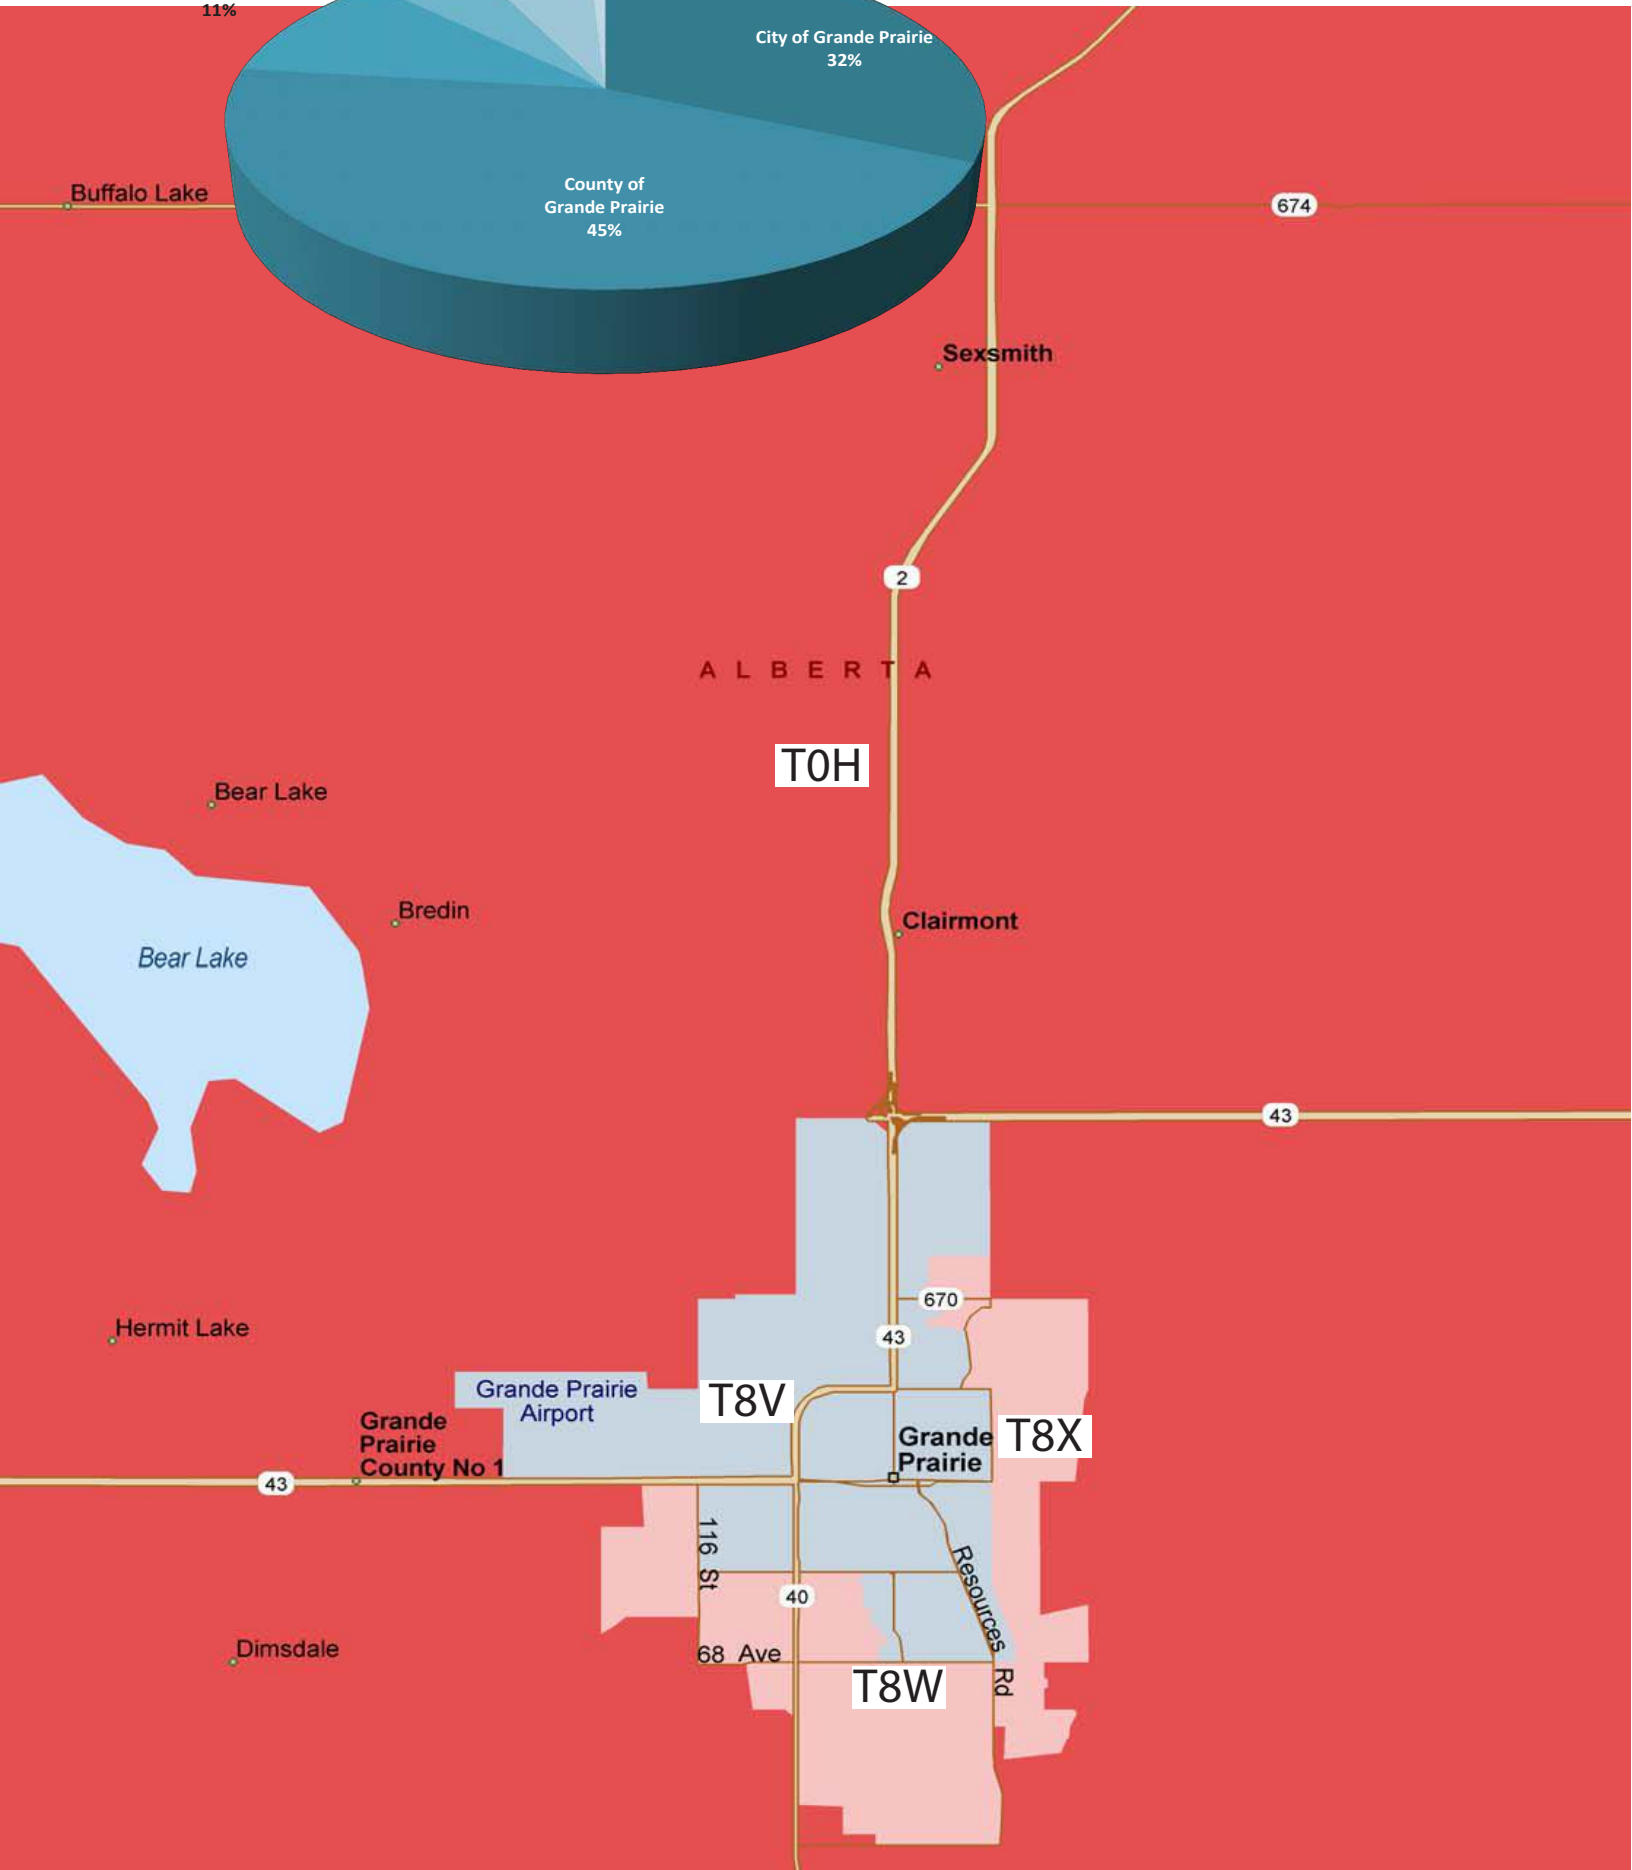 11%
City of Grande Prairie
32%
County of
Grande Prairie
45%
Buffalo Lake
674
Sexsmith
2
ALBERTA
T0H
Bear Lake
Bredin
Clairmont
Bear Lake
43
670
Hermit Lake
43
Grande Prairie
Airport
T8V
Grande
Prairie
County No 1
Grande
Prairie
T8X
43
116 St
Resources Rd
40
Dimsdale
68 Ave
T8W